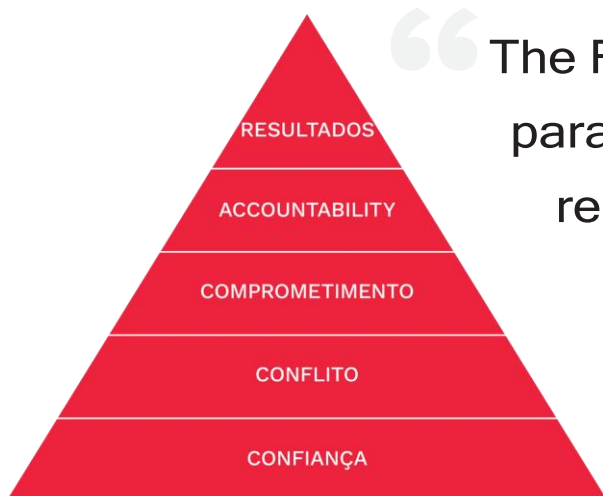 “ The F
para
re
RESULTADOS
ACCOUNTABILITY
COMPROMETIMENTO
CONFLITO
CONFIANÇA